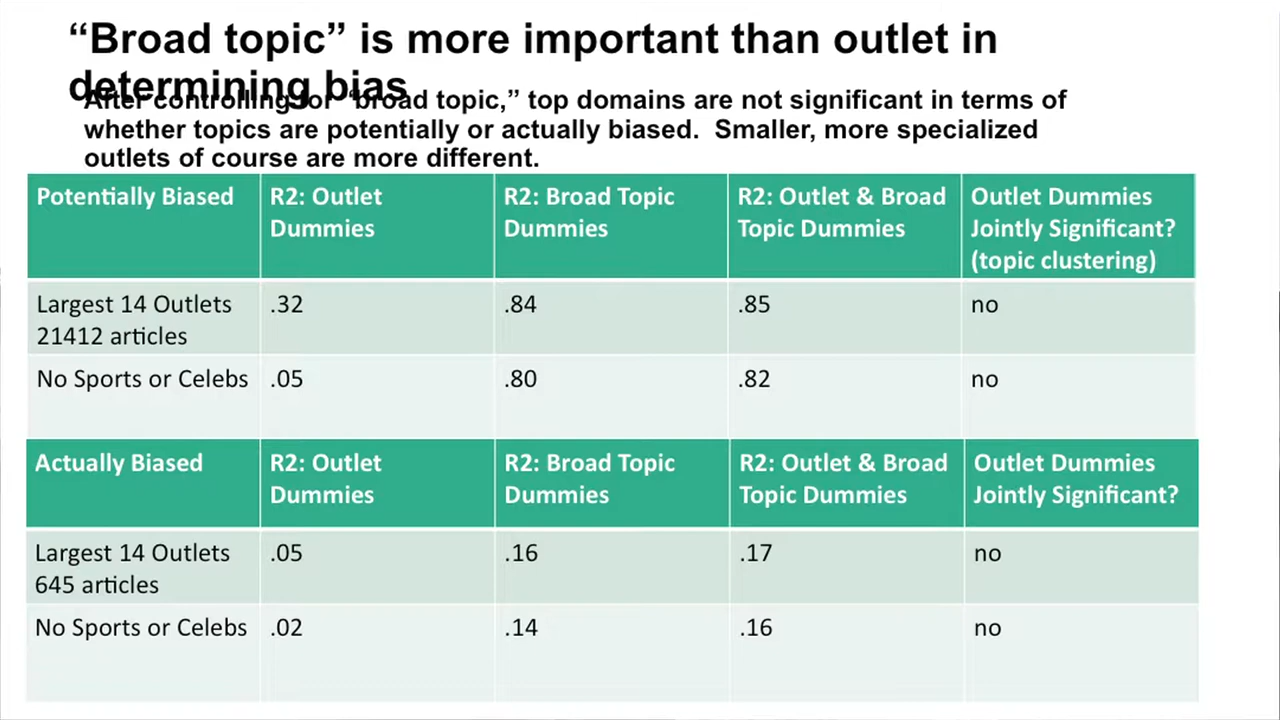 “Broad topic” is more important than outlet in
determining bias
After controlling for “broad topic,” top domains are not significant in terms of
whether topics are potentially or actually biased.  Smaller, more specialized
outlets of course are more different.
Potentially Biased R2: Outlet Dummies R2: Broad Topic Dummies R2: Outlet & Broad Topic Dummies Outlet Dummies Jointly Significant? (topic clustering)
Largest 14 Outlets 21412 articles .32 .84 .85 no
No Sports or Celebs .05 .80 .82 no
Actually Biased R2: Outlet Dummies R2: Broad Topic Dummies R2: Outlet & Broad Topic Dummies Outlet Dummies Jointly Significant?
Largest 14 Outlets 645 articles .05 .16 .17 no
No Sports or Celebs .02 .14 .16 no